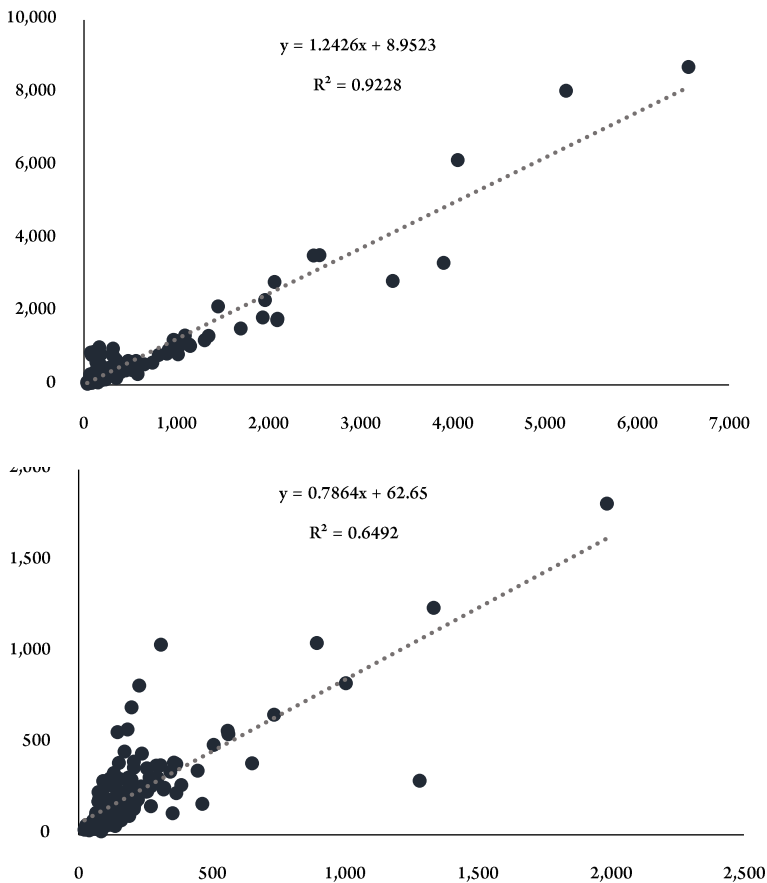 10,000
y = 1.2426x + 8.9523
R² = 0.9228
8,000
6,000
4,000
2,000
0
0 1,000 2,000 3,000 4,000 5,000 6,000 7,000
2,000
y = 0.7864x + 62.65
R² = 0.6492
1,500
1,000
500
0
0 500 1,000 1,500 2,000 2,500